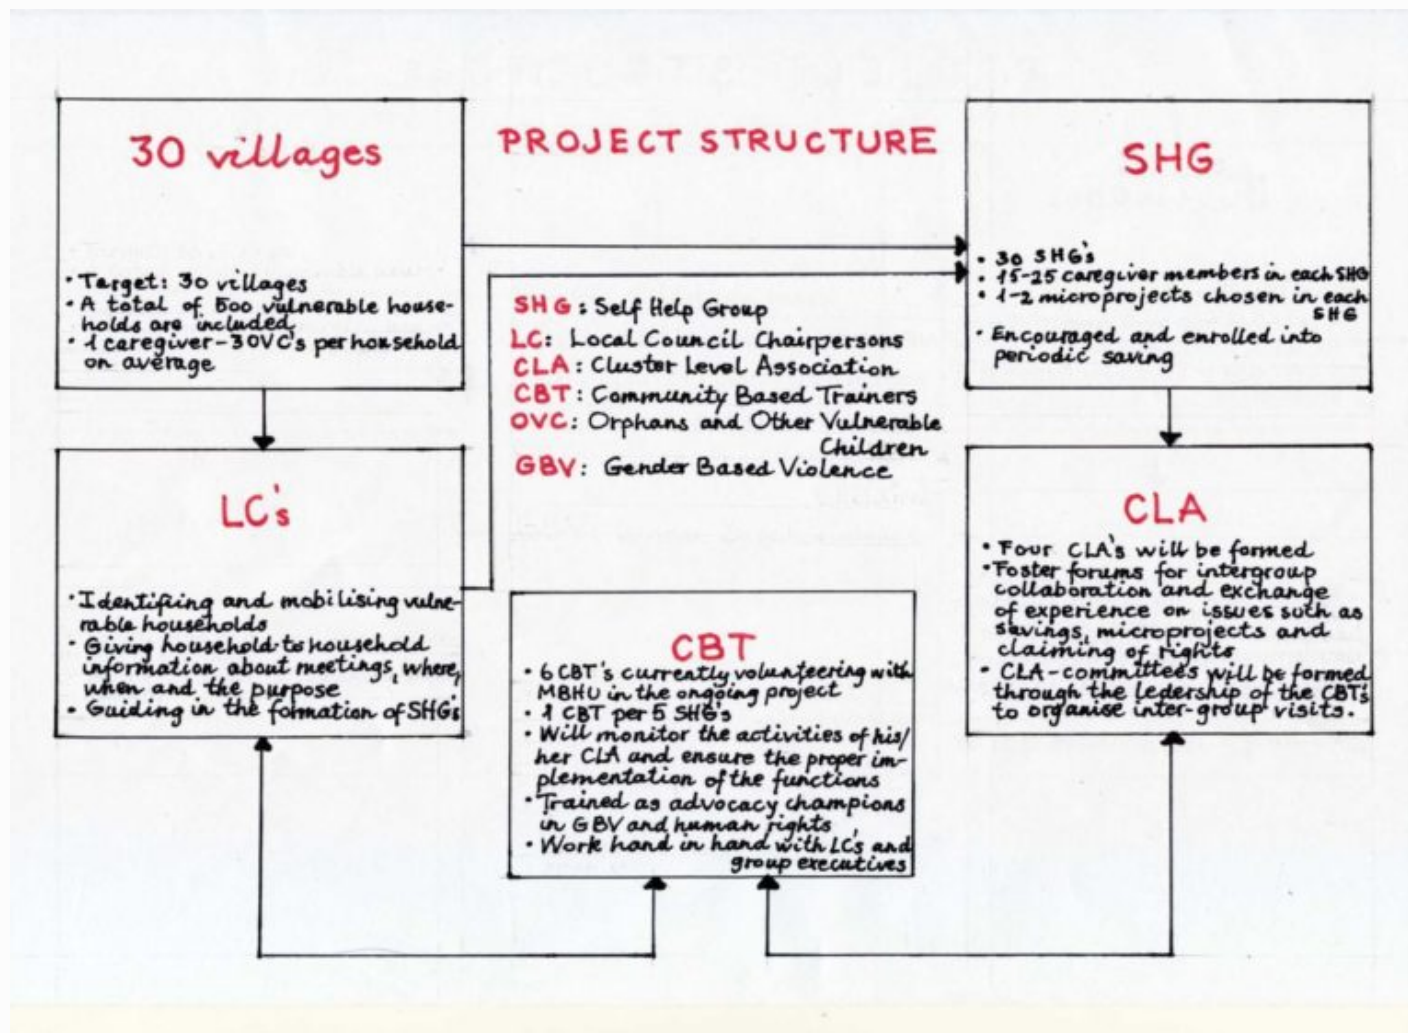 PROJECT STRUCTURE
30 villages
· Target: 30 villages
· A total of 500 vulnerable house-
holds are included
· 1 caregiver - 3 OVC's per household
on average
SHG
· 30 SHG's
· 15-25 caregiver members in each SHG
· 1-2 microprojects chosen in each
SHG
· Encouraged and enrolled into
periodic saving
SHG: Self Help Group
LC: Local Council Chairpersons
CLA: Cluster Level Association
CBT: Community Based Trainers
OVC: Orphans and Other Vulnerable
Children
GBV: Gender Based Violence
LC's
· Identifiing and mobilising vulne-
rable households
· Giving household to household
information about meetings, where,
when and the purpose
· Guiding in the formation of SHG's
CBT
· 6 CBT's currently volunteering with
MBHU in the ongoing project
· 1 CBT per 5 SHG's
· Will monitor the activities of his/
her CLA and ensure the proper im-
plementation of the functions
· Trained as advocacy champions
in GBV and human rights
· Work hand in hand with LC's and
group executives
CLA
· Four CLA's will be formed
· Foster forums for intergroup
collaboration and exchange
of experience on issues such as
savings, microprojects and
claiming of rights
· CLA-committees will be formed
through the ledership of the CBT's
to organise inter-group visits.